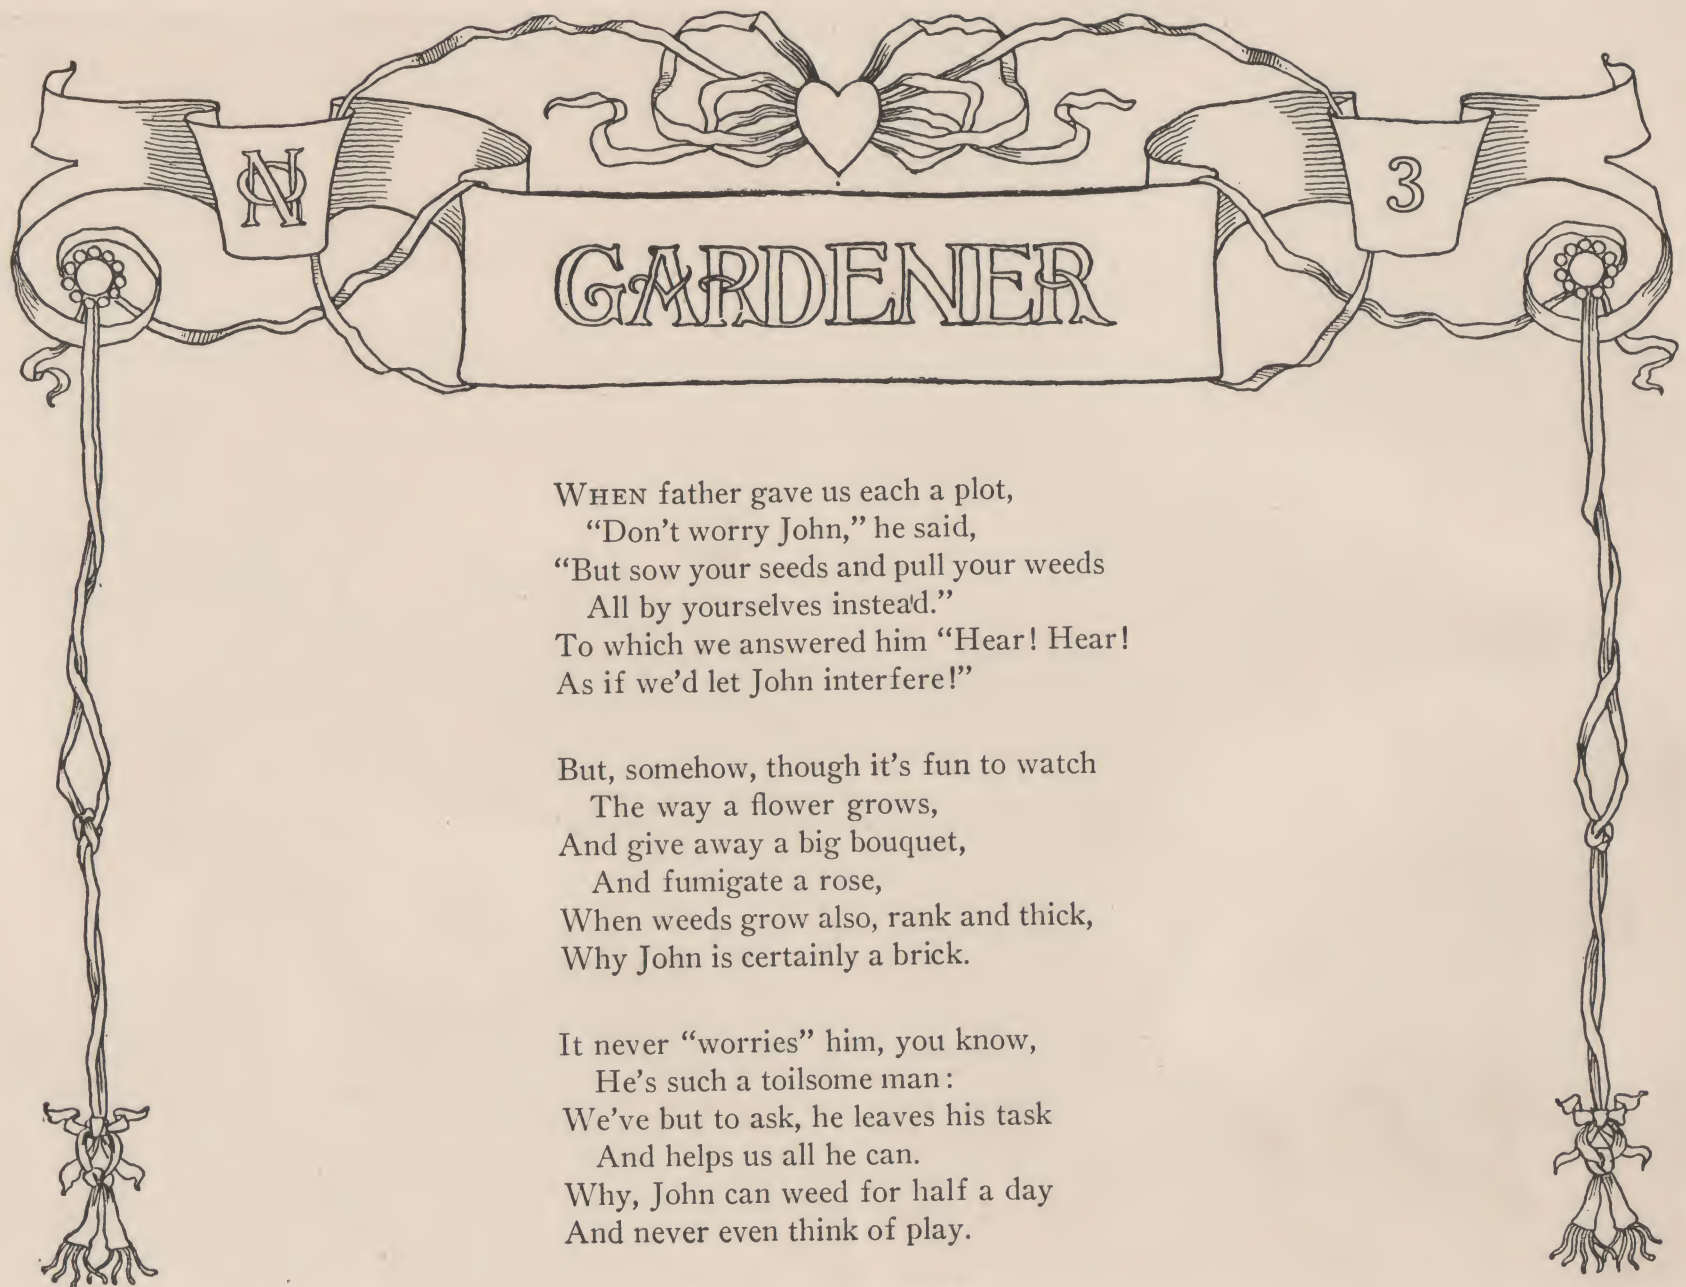 NO 3
GARDENER
WHEN father gave us each a plot,
“Don't worry John,” he said,
“But sow your seeds and pull your weeds
All by yourselves instead.”
To which we answered him “Hear! Hear!
As if we'd let John interfere!”
But, somehow, though it's fun to watch
The way a flower grows,
And give away a big bouquet,
And fumigate a rose,
When weeds grow also, rank and thick,
Why John is certainly a brick.
It never “worries” him, you know,
He's such a toilsome man:
We've but to ask, he leaves his task
And helps us all he can.
Why, John can weed for half a day
And never even think of play.